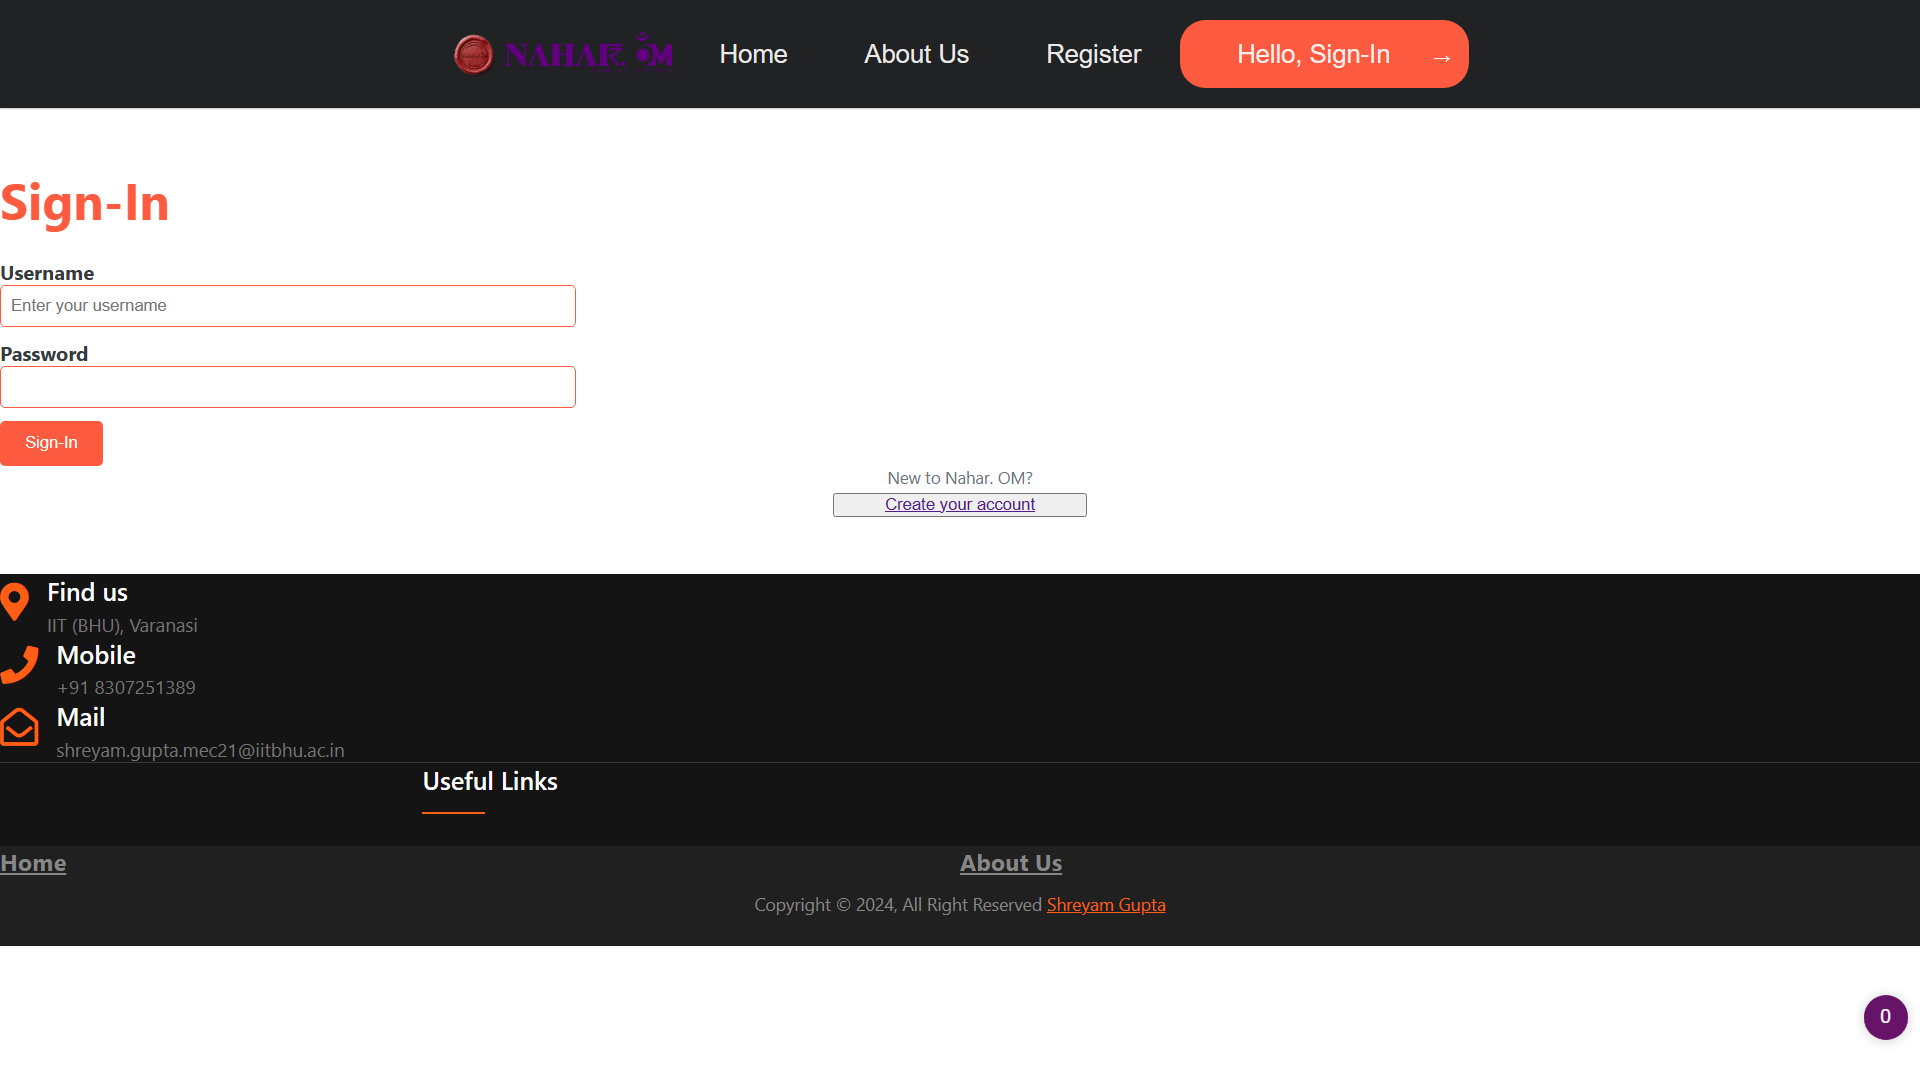 NAHAR ॐM
Home
About Us
Register
Hello, Sign-In →
Sign-In
Username
Enter your username
Password
Sign-In
New to Nahar. OM?
Create your account
Find us
IIT (BHU), Varanasi
Mobile
+91 8307251389
Mail
shreyam.gupta.mec21@iitbhu.ac.in
Useful Links
Home
About Us
Copyright © 2024, All Right Reserved Shreyam Gupta
0